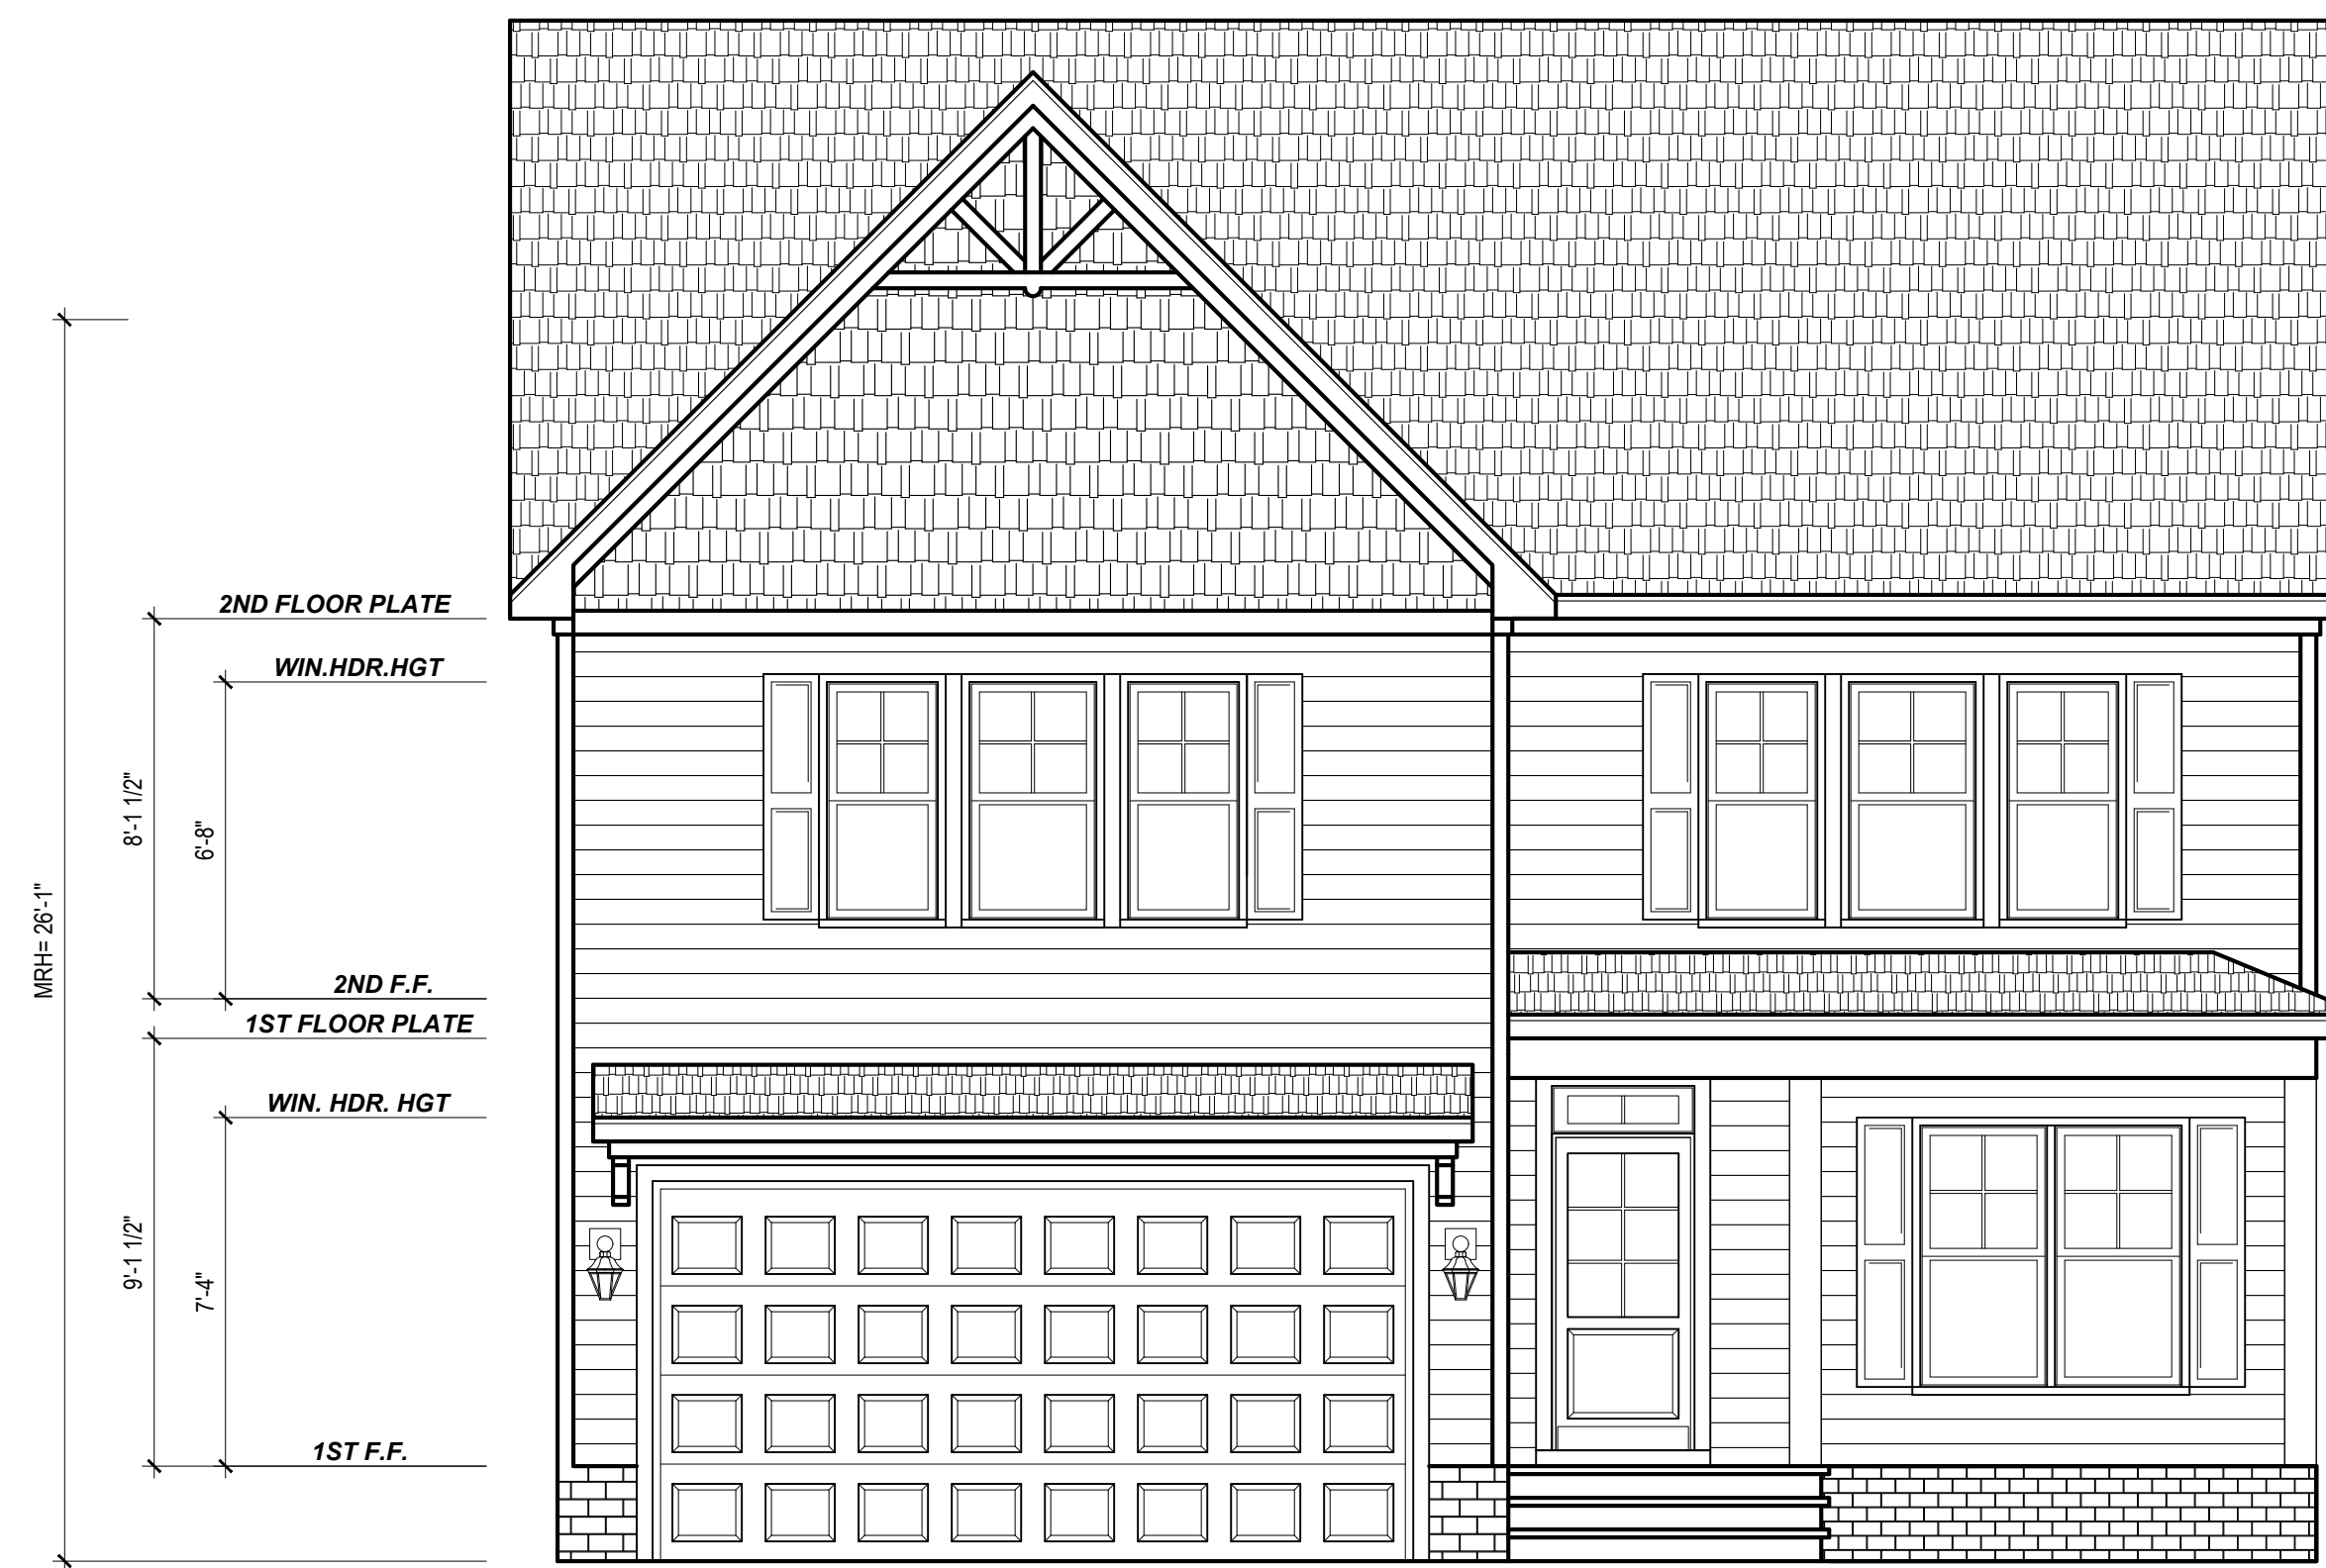 2ND FLOOR PLATE
WIN.HDR.HGT
8'-1 1/2"
6'-8"
MRH= 26'-1"
2ND F.F.
1ST FLOOR PLATE
WIN. HDR. HGT
9'-1 1/2"
7'-4"
1ST F.F.